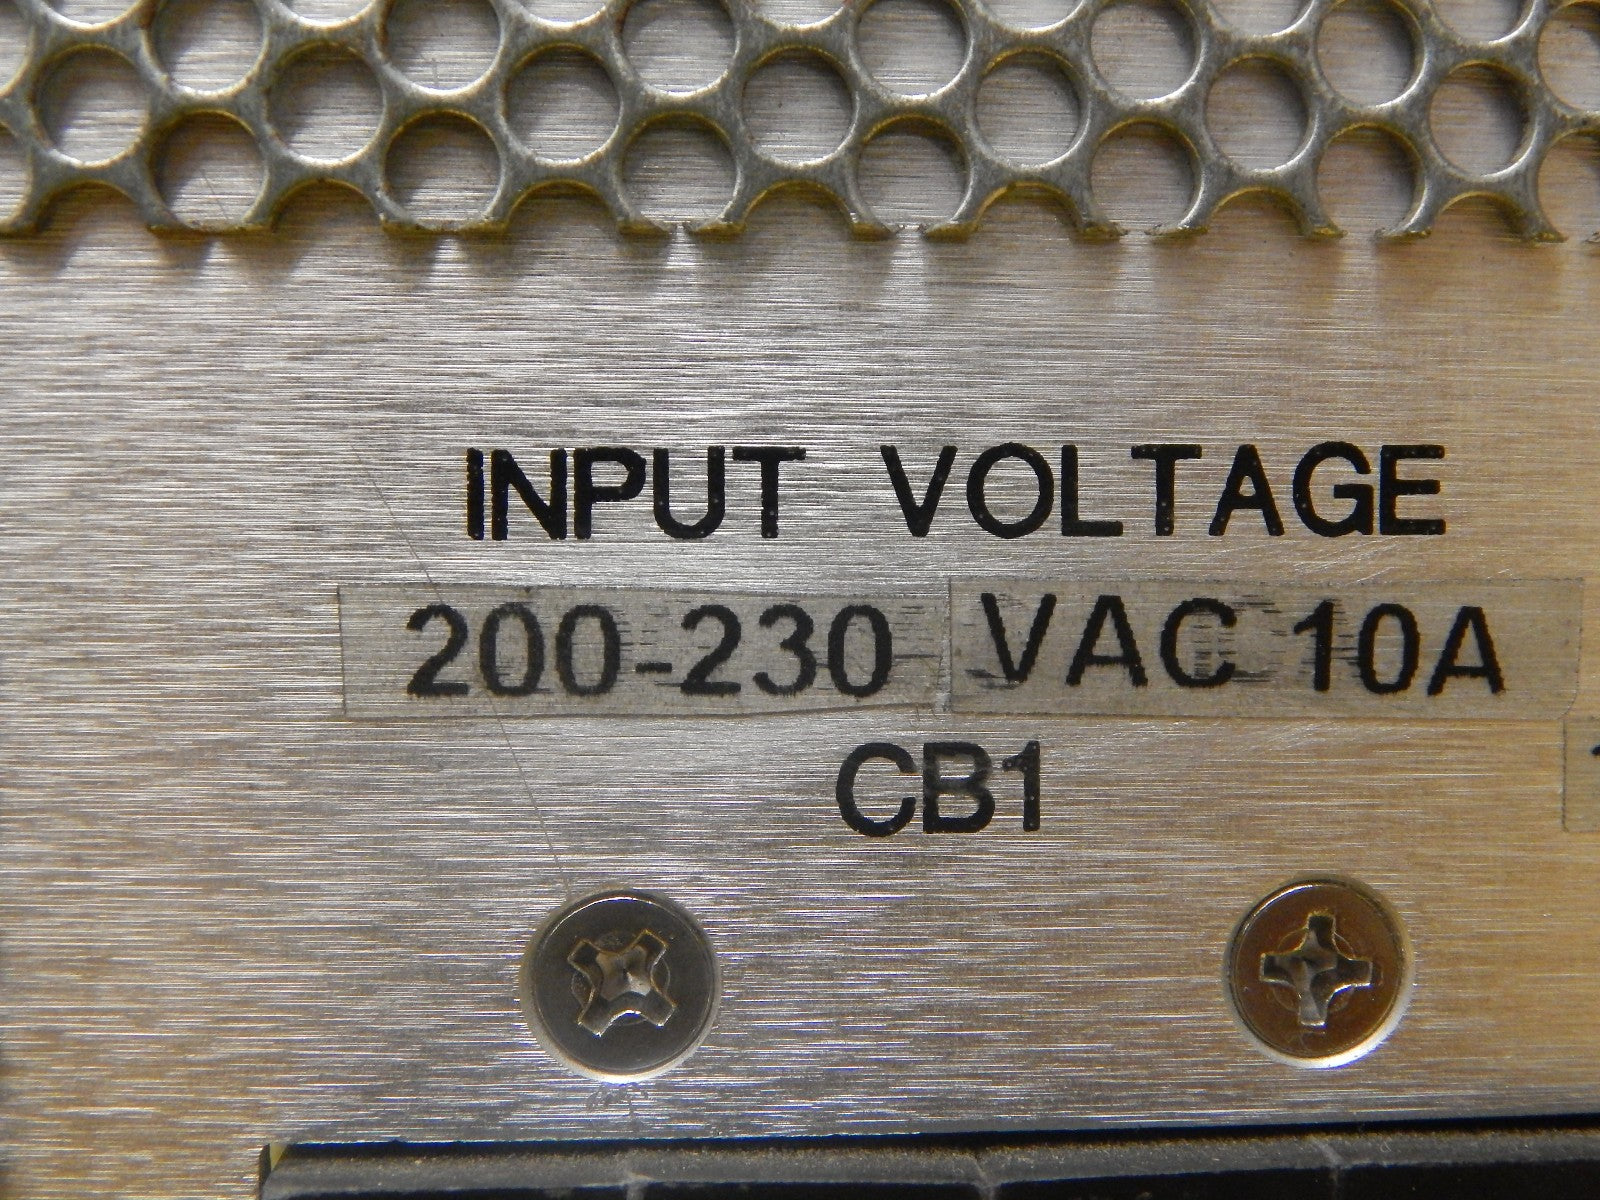 INPUT VOLTAGE
200-230 VAC 10A
CB1